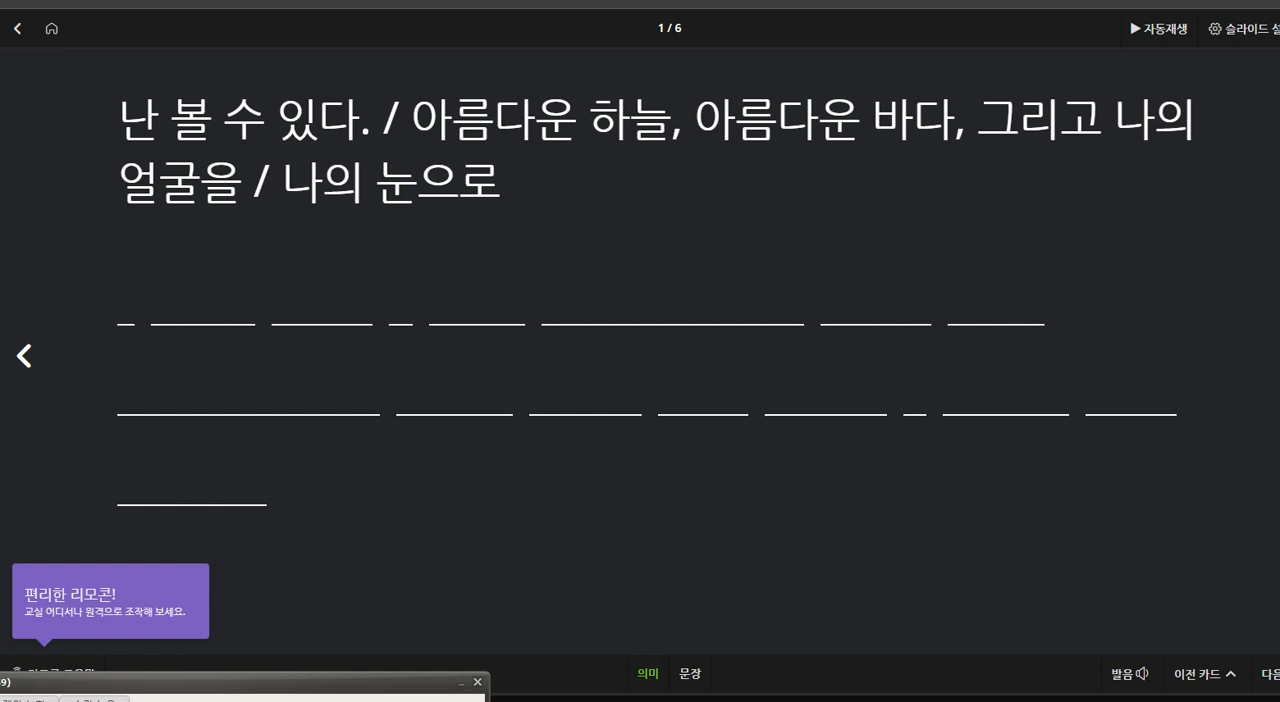 1 / 6
자동재생
슬라이드 설
난 볼 수 있다. / 아름다운 하늘, 아름다운 바다, 그리고 나의
얼굴을 / 나의 눈으로
편리한 리모콘!
교실 어디서나 원격으로 조작해 보세요.
의미
문장
발음
이전 카드
다음
9)